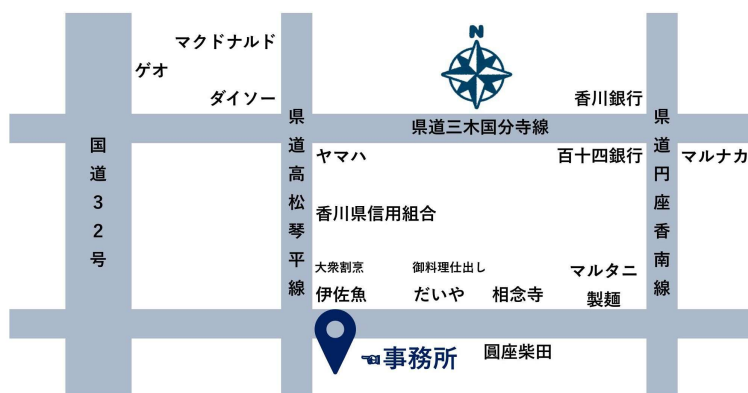 N
マクドナルド
ゲオ
ダイソー
香川銀行
県道三木国分寺線
国道32号
県道高松琴平線
県道円座香南線
ヤマハ
百十四銀行
マルナカ
香川県信用組合
大衆割烹
伊佐魚
御料理仕出し
だいや
相念寺
マルタニ
製麺
事務所
圓座柴田